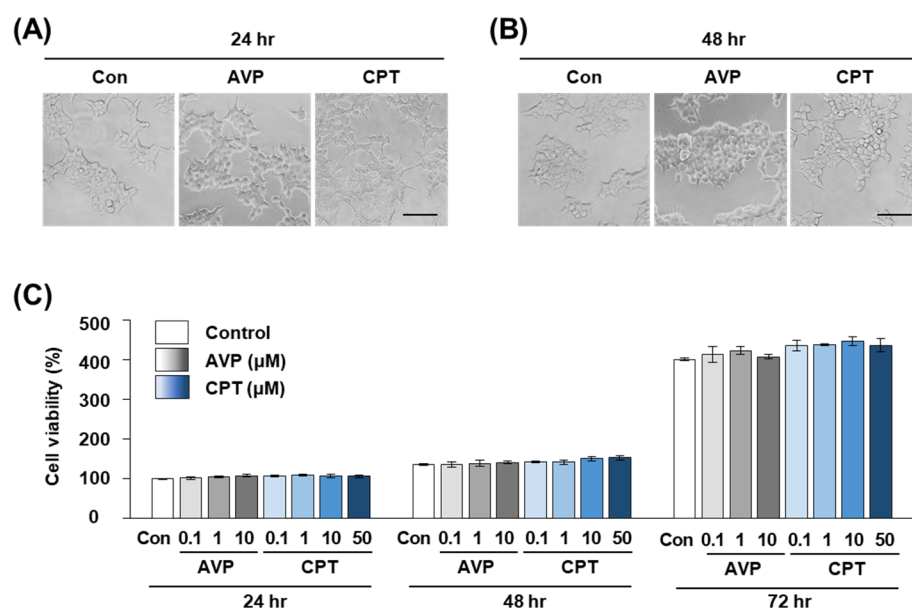 (A)
24 hr
Con AVP CPT
(B)
48 hr
Con AVP CPT
(C)
Cell viability (%)
500
400
300
200
100
0
Control
AVP (μM)
CPT (μM)
Con 0.1 1 10 0.1 1 10 50
AVP CPT
24 hr
Con 0.1 1 10 0.1 1 10 50
AVP CPT
48 hr
Con 0.1 1 10 0.1 1 10 50
AVP CPT
72 hr